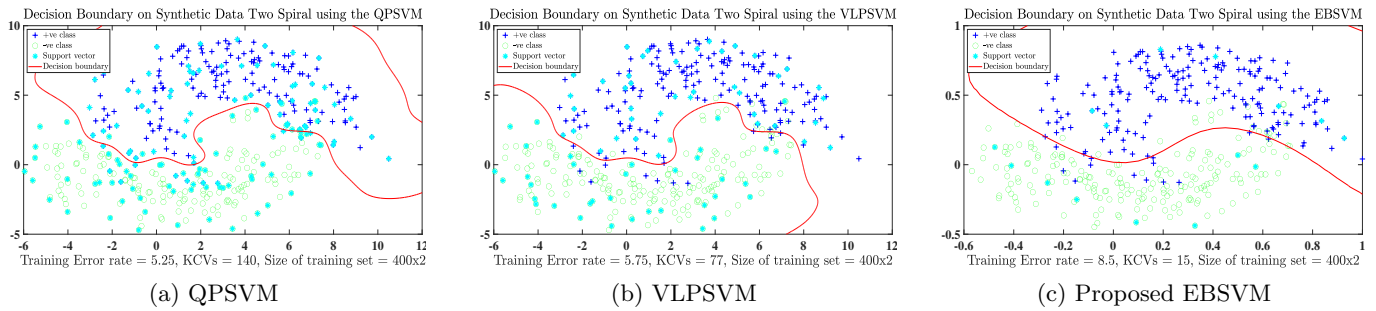 Decision Boundary on Synthetic Data Two Spiral using the QPSVM
10
+ve class
-ve class
Support vector
Decision boundary
5
0
-5
-6 -4 -2 0 2 4 6 8 10 12
Training Error rate = 5.25, KCVs = 140, Size of training set = 400x2
(a) QPSVM
Decision Boundary on Synthetic Data Two Spiral using the VLPSVM
10
+ve class
-ve class
Support vector
Decision boundary
5
0
-5
-6 -4 -2 0 2 4 6 8 10 12
Training Error rate = 5.75, KCVs = 77, Size of training set = 400x2
(b) VLPSVM
Decision Boundary on Synthetic Data Two Spiral using the EBSVM
1
+ve class
-ve class
Support vector
Decision boundary
0.5
0
-0.5
-0.6 -0.4 -0.2 0 0.2 0.4 0.6 0.8 1
Training Error rate = 8.5, KCVs = 15, Size of training set = 400x2
(c) Proposed EBSVM